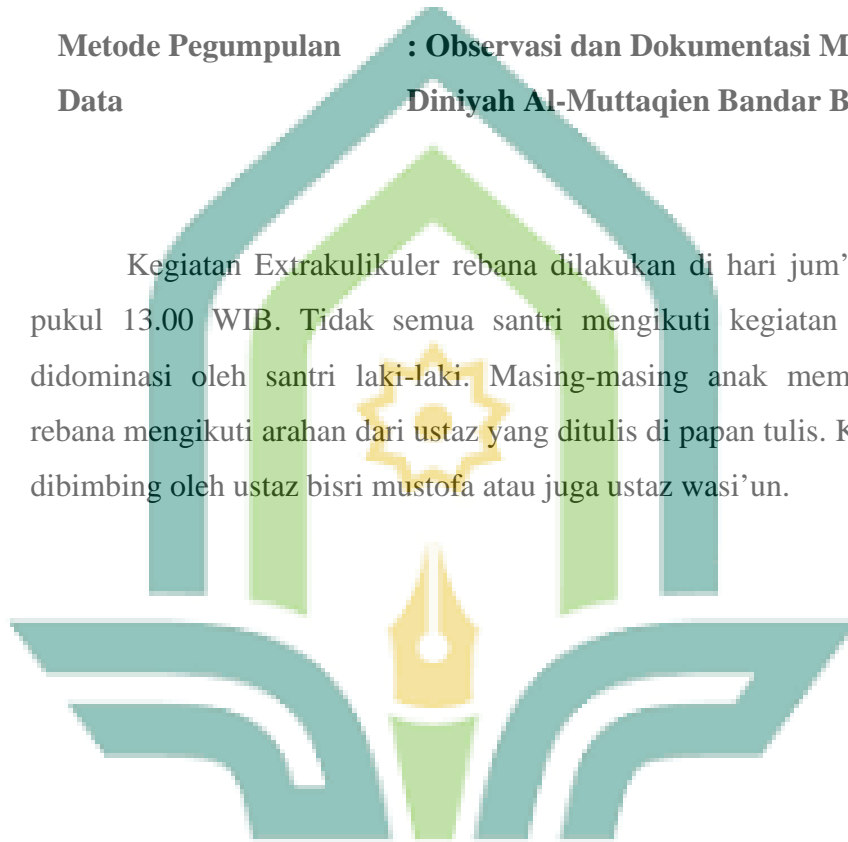 Metode Pegumpulan : Observasi dan Dokumentasi M
Data Diniyah Al-Muttaqien Bandar B
Kegiatan Extrakulikuler rebana dilakukan di hari jum’
pukul 13.00 WIB. Tidak semua santri mengikuti kegiatan
didominasi oleh santri laki-laki. Masing-masing anak mem
rebana mengikuti arahan dari ustaz yang ditulis di papan tulis. K
dibimbing oleh ustaz bisri mustofa atau juga ustaz wasi’un.